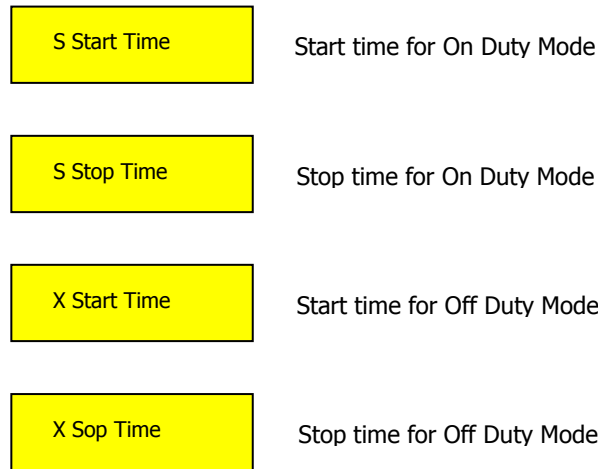 S Start Time
Start time for On Duty Mode
S Stop Time
Stop time for On Duty Mode
X Start Time
Start time for Off Duty Mode
X Sop Time
Stop time for Off Duty Mode